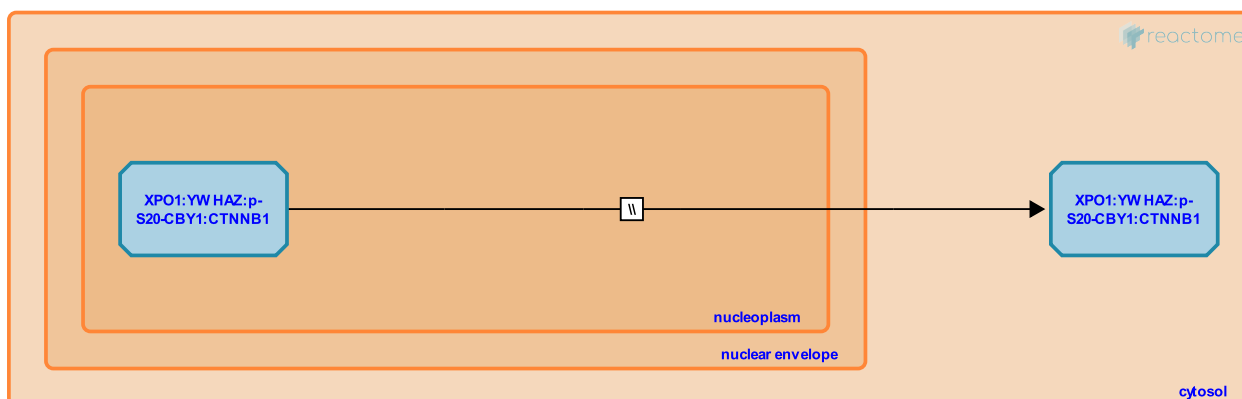 reactome
XPO1:YWHAZ:p-
S20-CBY1:CTNNB1
\\
XPO1:YWHAZ:p-
S20-CBY1:CTNNB1
nucleoplasm
nuclear envelope
cytosol